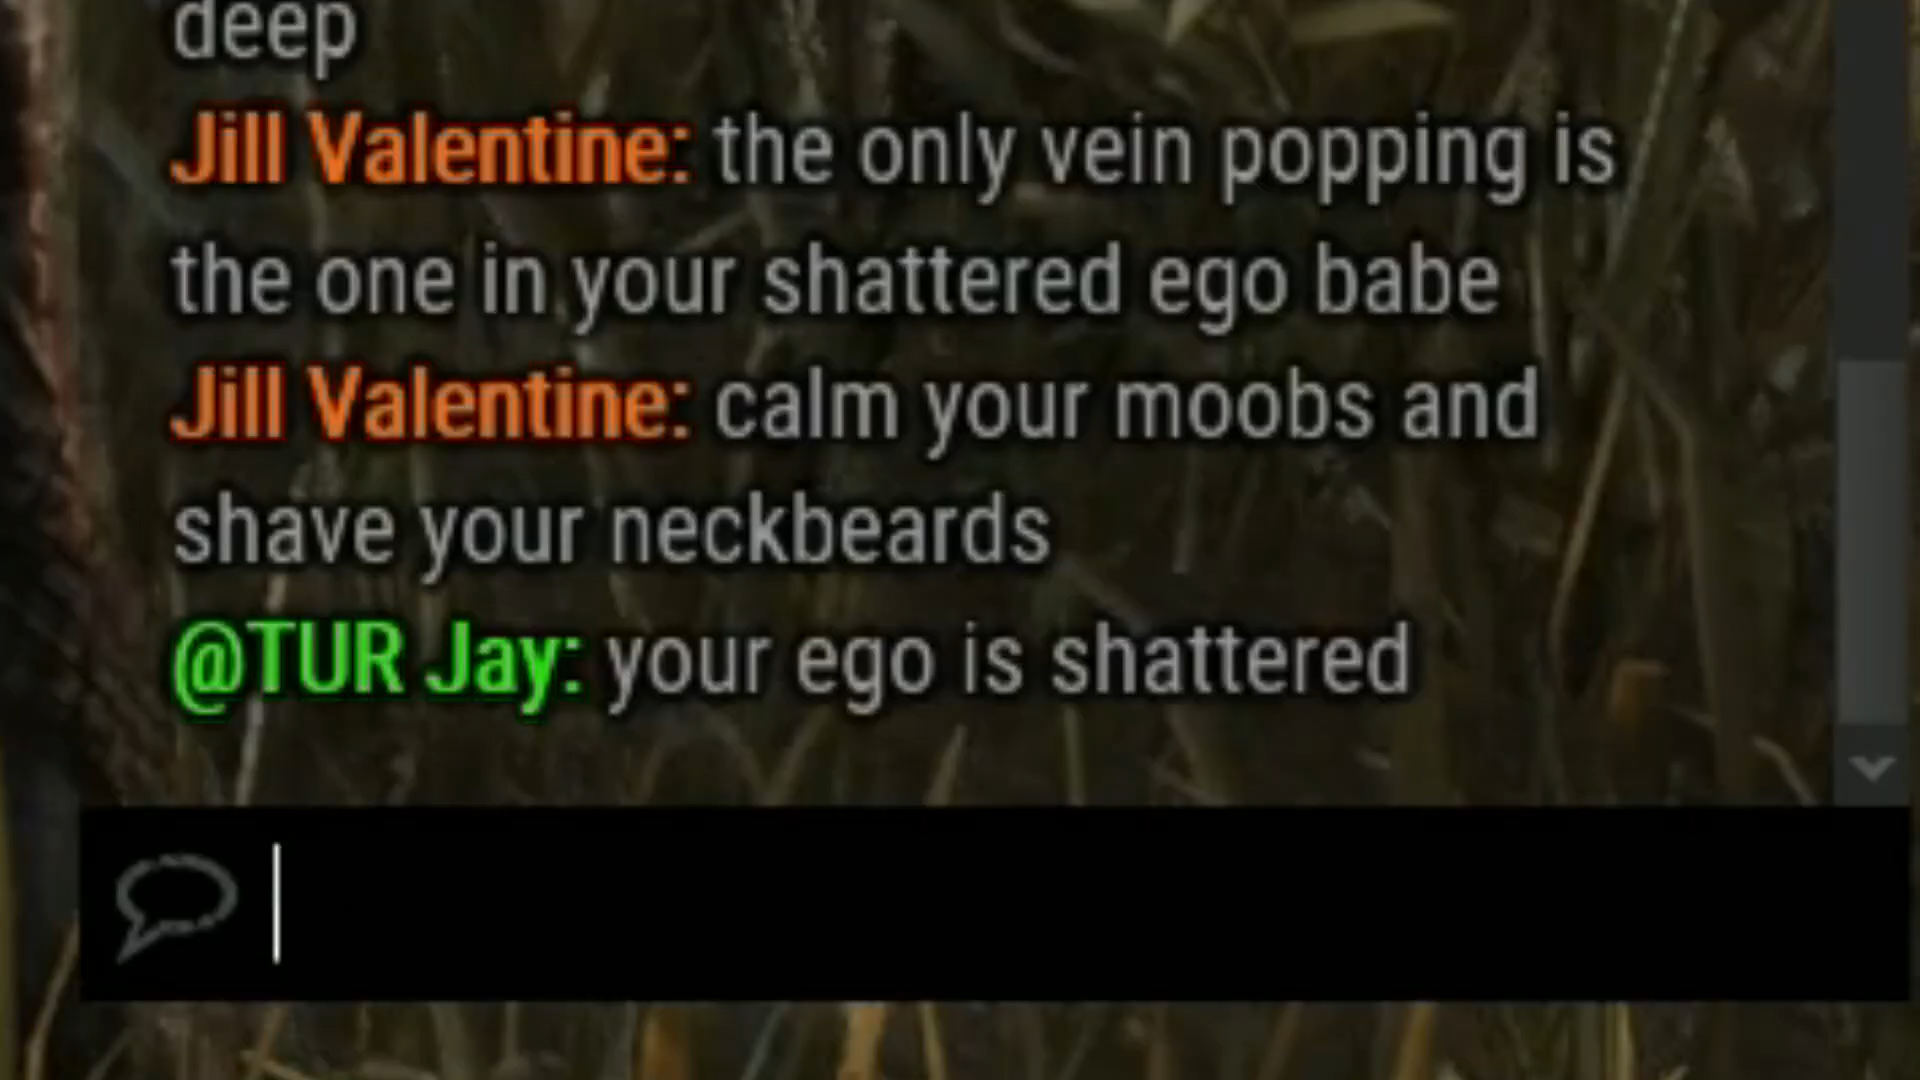 deep
Jill Valentine: the only vein popping is
the one in your shattered ego babe
Jill Valentine: calm your moobs and
shave your neckbeards
@TUR Jay: your ego is shattered